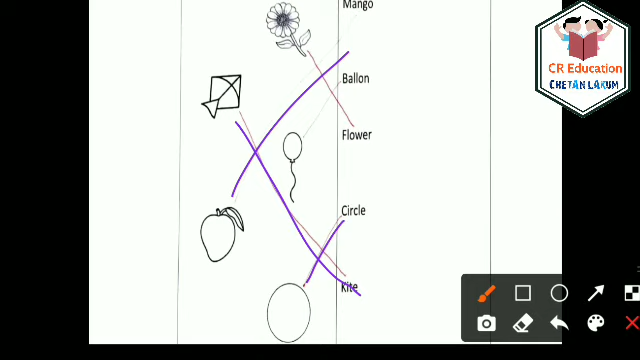 Mango
Ballon
Flower
Circle
Kite
CR Education
CHETAN LAKUM